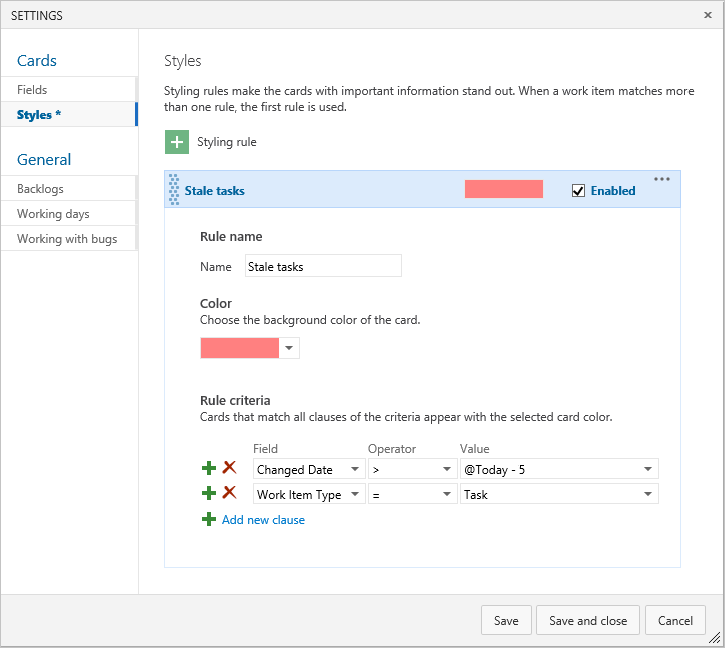 SETTINGS
Cards
Fields
Styles *
General
Backlogs
Working days
Working with bugs
Styles
Styling rules make the cards with important information stand out. When a work item matches more
than one rule, the first rule is used.
Styling rule
Stale tasks
Enabled
Rule name
Name Stale tasks
Color
Choose the background color of the card.
Rule criteria
Cards that match all clauses of the criteria appear with the selected card color.
Field Operator Value
Changed Date > @Today - 5
Work Item Type = Task
Add new clause
Save Save and close Cancel